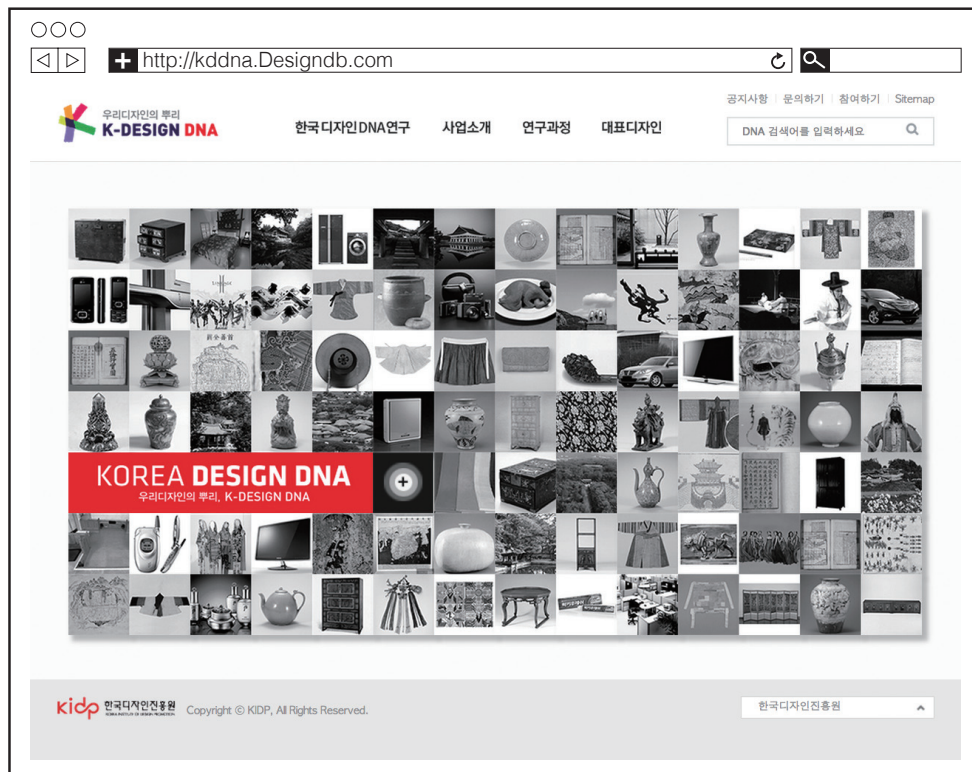 http://kddna.Designdb.com
공지사항 문의하기 참여하기 Sitemap
우리디자인의 뿌리
K-DESIGN DNA
한국디자인DNA연구 사업소개 연구과정 대표디자인
DNA 검색어를 입력하세요
KOREA DESIGN DNA
우리디자인의 뿌리, K-DESIGN DNA
kidp 한국디자인진흥원
KOREA INSTITUTE OF DESIGN PROMOTION
Copyright © KIDP, All Rights Reserved.
한국디자인진흥원